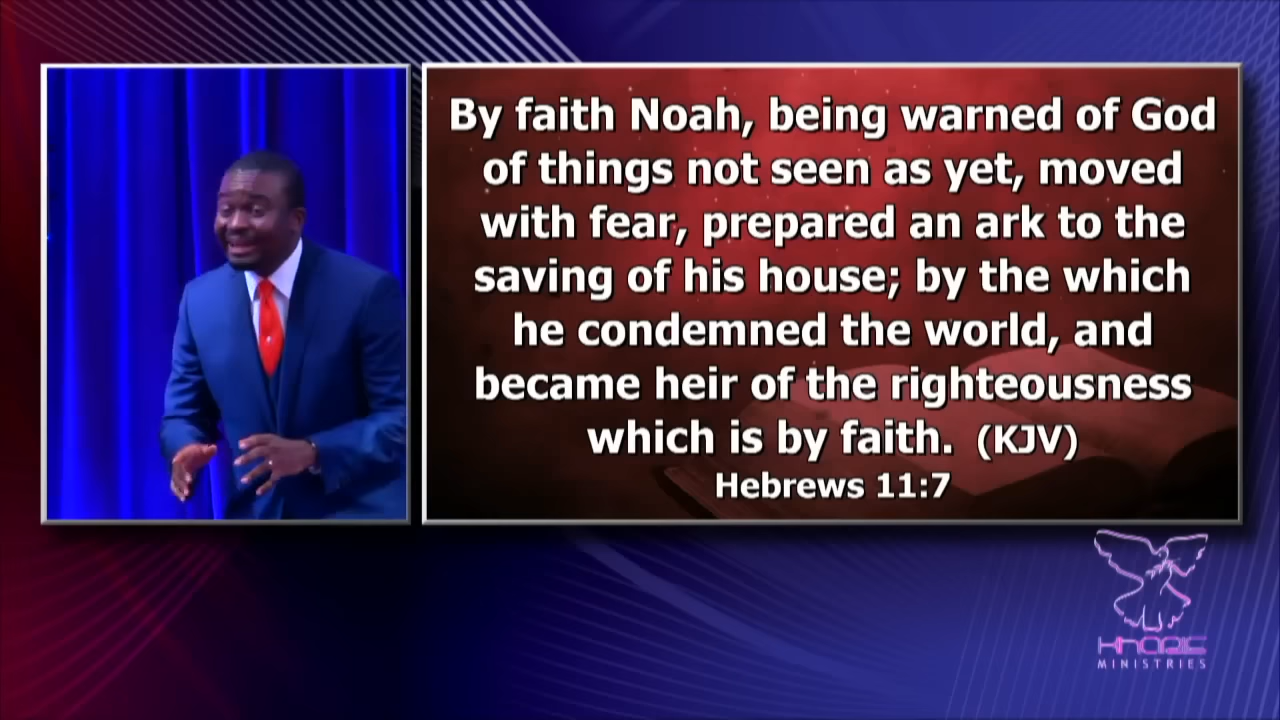 By faith Noah, being warned of God
of things not seen as yet, moved
with fear, prepared an ark to the
saving of his house; by the which
he condemned the world, and
became heir of the righteousness
which is by faith. (KJV)
Hebrews 11:7
KHARIS
MINISTRIES